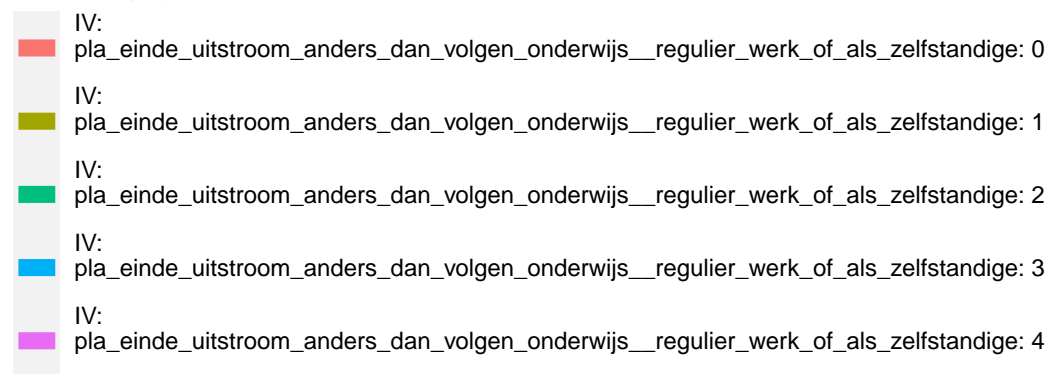 IV:
pla_einde_uitstroom_anders_dan_volgen_onderwijs__regulier_werk_of_als_zelfstandige: 0
IV:
pla_einde_uitstroom_anders_dan_volgen_onderwijs__regulier_werk_of_als_zelfstandige: 1
IV:
pla_einde_uitstroom_anders_dan_volgen_onderwijs__regulier_werk_of_als_zelfstandige: 2
IV:
pla_einde_uitstroom_anders_dan_volgen_onderwijs__regulier_werk_of_als_zelfstandige: 3
IV:
pla_einde_uitstroom_anders_dan_volgen_onderwijs__regulier_werk_of_als_zelfstandige: 4